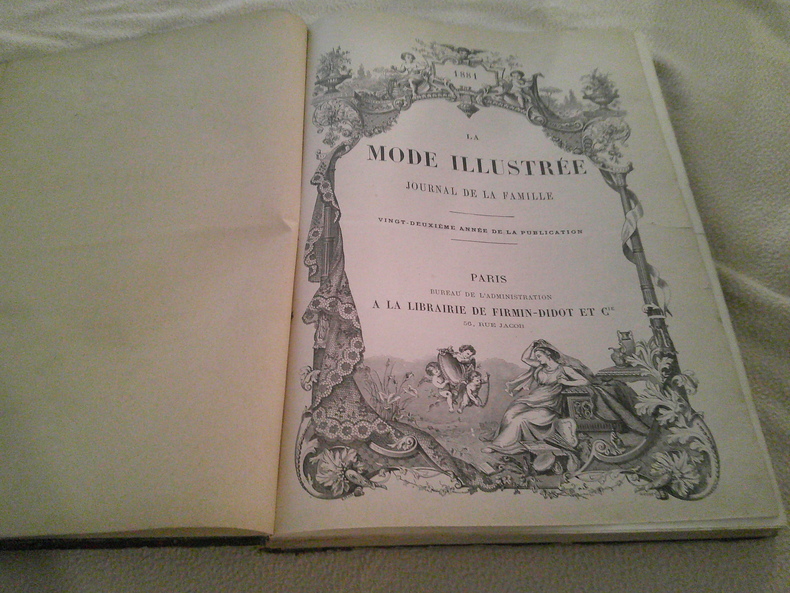 1881
LA
MODE ILLUSTRÉE
JOURNAL DE LA FAMILLE
VINGT-DEUXIÈME ANNÉE DE LA PUBLICATION
PARIS
BUREAU DE L'ADMINISTRATION
A LA LIBRAIRIE DE FIRMIN-DIDOT ET Cie
56, RUE JACOB